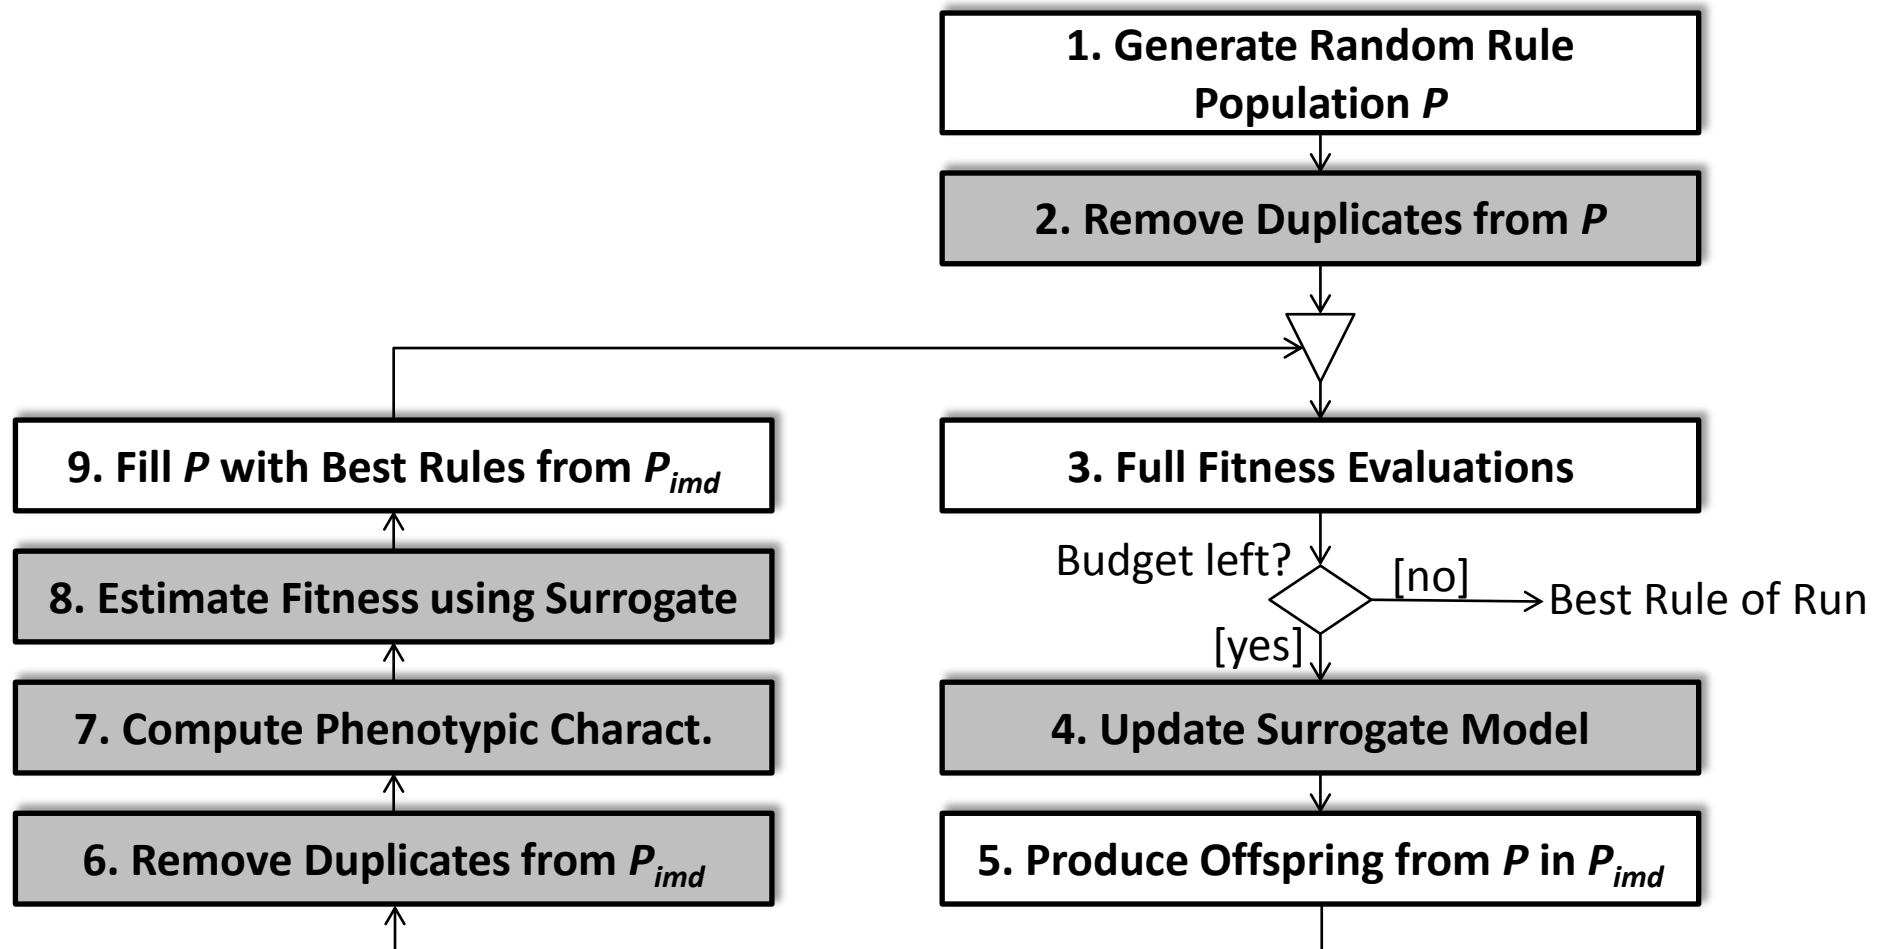 1. Generate Random Rule
Population P
2. Remove Duplicates from P
3. Full Fitness Evaluations
Budget left?
[no]
Best Rule of Run
[yes]
4. Update Surrogate Model
5. Produce Offspring from P in Pimd
6. Remove Duplicates from Pimd
7. Compute Phenotypic Charact.
8. Estimate Fitness using Surrogate
9. Fill P with Best Rules from Pimd